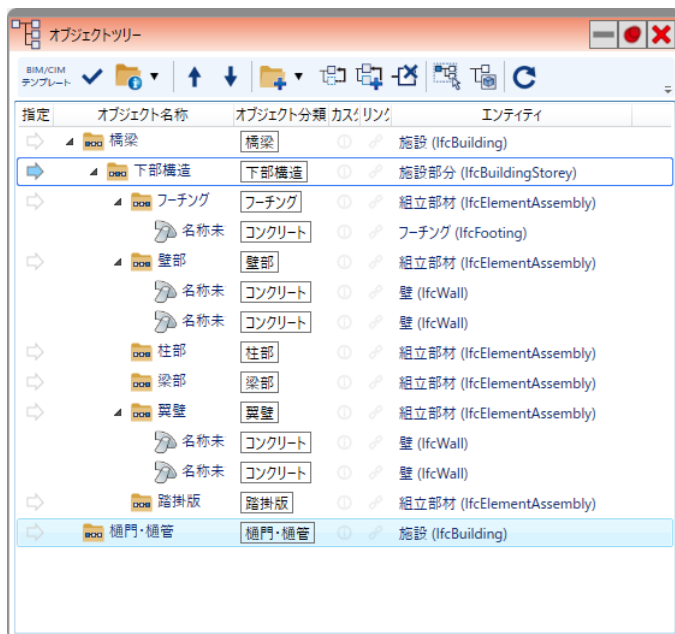 オブジェクトツリー
BIM/CIM
テンプレート
指定 オブジェクト名称 オブジェクト分類 カスタ リンク エンティティ
橋梁 橋梁 施設 (IfcBuilding)
下部構造 下部構造 施設部分 (IfcBuildingStorey)
フーチング フーチング 組立部材 (IfcElementAssembly)
名称未 コンクリート フーチング (IfcFooting)
壁部 壁部 組立部材 (IfcElementAssembly)
名称未 コンクリート 壁 (IfcWall)
名称未 コンクリート 壁 (IfcWall)
柱部 柱部 組立部材 (IfcElementAssembly)
梁部 梁部 組立部材 (IfcElementAssembly)
翼壁 翼壁 組立部材 (IfcElementAssembly)
名称未 コンクリート 壁 (IfcWall)
名称未 コンクリート 壁 (IfcWall)
踏掛版 踏掛版 組立部材 (IfcElementAssembly)
樋門・樋管 樋門・樋管 施設 (IfcBuilding)